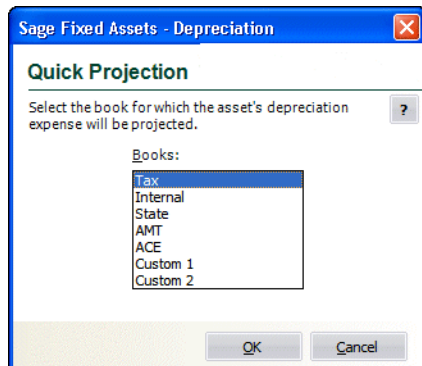 Sage Fixed Assets - Depreciation
Quick Projection
Select the book for which the asset's depreciation
expense will be projected.
?
Books:
Tax
Internal
State
AMT
ACE
Custom 1
Custom 2
OK Cancel